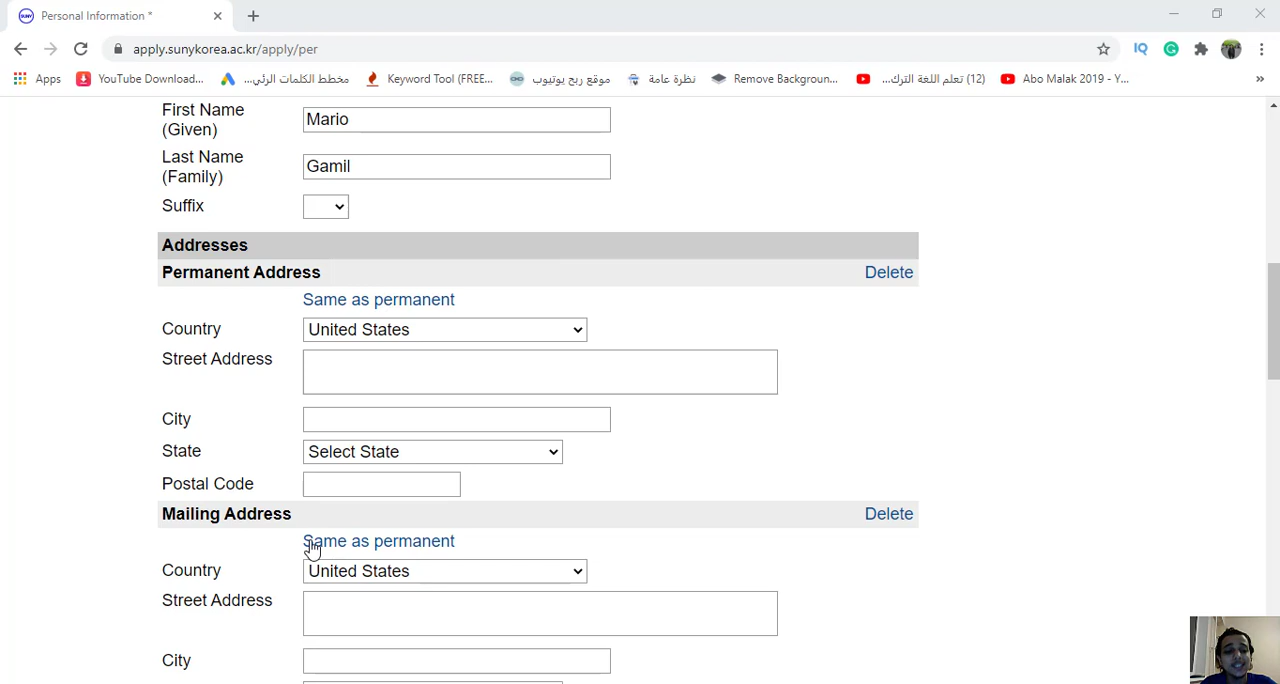 Personal Information *
apply.sunykorea.ac.kr/apply/per
IQ
Apps
YouTube Download...
مخطط الكلمات الرئي...
Keyword Tool (FREE...
موقع ربح يوتيوب
نظرة عامة
Remove Backgroun...
(12) تعلم اللغة الترك...
Abo Malak 2019 - Y...
»
First Name
(Given)
Mario
Last Name
(Family)
Gamil
Suffix
Addresses
Permanent Address
Delete
Same as permanent
Country
United States
Street Address
City
State
Select State
Postal Code
Mailing Address
Delete
Same as permanent
Country
United States
Street Address
City